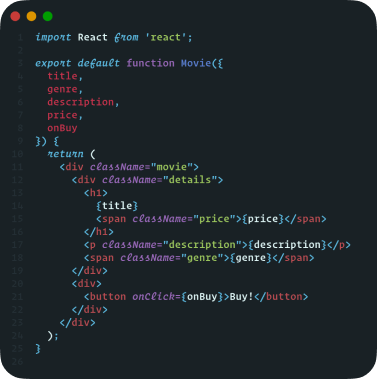 1 import React from 'react';
2
3 export default function Movie({
4   title,
5   genre,
6   description,
7   price,
8   onBuy
9 }) {
10   return (
11     <div className="movie">
12       <div className="details">
13         <h1>
14           {title}
15           <span className="price">{price}</span>
16         </h1>
17         <p className="description">{description}</p>
18         <span className="genre">{genre}</span>
19       </div>
20       <div>
21         <button onClick={onBuy}>Buy!</button>
22       </div>
23     </div>
24   );
25 }
26